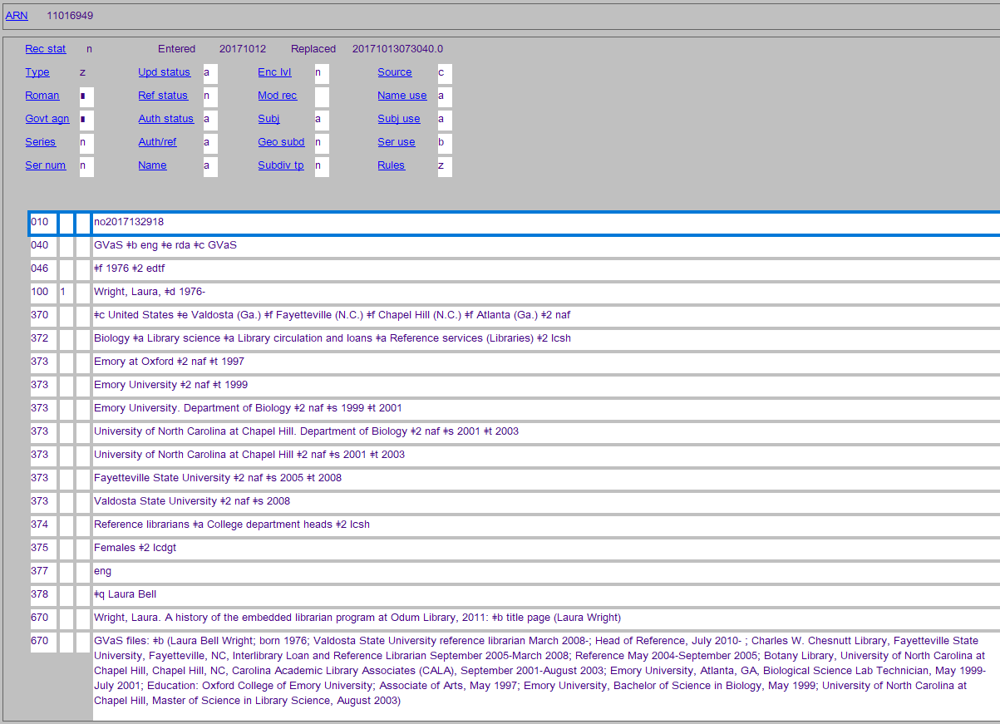 ARN 11016949
Rec stat n Entered 20171012 Replaced 20171013073040.0
Type z Upd status a Enc lvl n Source c
Roman ▮ Ref status n Mod rec Name use a
Govt agn ▮ Auth status a Subj a Subj use a
Series n Auth/ref a Geo subd n Ser use b
Ser num n Name a Subdiv tp n Rules z
010 no2017132918
040 GVaS ǂb eng ǂe rda ǂc GVaS
046 ǂf 1976 ǂ2 edtf
100 1 Wright, Laura, ǂd 1976-
370 ǂc United States ǂe Valdosta (Ga.) ǂf Fayetteville (N.C.) ǂf Chapel Hill (N.C.) ǂf Atlanta (Ga.) ǂ2 naf
372 Biology ǂa Library science ǂa Library circulation and loans ǂa Reference services (Libraries) ǂ2 lcsh
373 Emory at Oxford ǂ2 naf ǂt 1997
373 Emory University ǂ2 naf ǂt 1999
373 Emory University. Department of Biology ǂ2 naf ǂs 1999 ǂt 2001
373 University of North Carolina at Chapel Hill. Department of Biology ǂ2 naf ǂs 2001 ǂt 2003
373 University of North Carolina at Chapel Hill ǂ2 naf ǂs 2001 ǂt 2003
373 Fayetteville State University ǂ2 naf ǂs 2005 ǂt 2008
373 Valdosta State University ǂ2 naf ǂs 2008
374 Reference librarians ǂa College department heads ǂ2 lcsh
375 Females ǂ2 lcdgt
377 eng
378 ǂq Laura Bell
670 Wright, Laura. A history of the embedded librarian program at Odum Library, 2011: ǂb title page (Laura Wright)
670 GVaS files: ǂb (Laura Bell Wright; born 1976; Valdosta State University reference librarian March 2008-; Head of Reference, July 2010- ; Charles W. Chesnutt Library, Fayetteville State
University, Fayetteville, NC, Interlibrary Loan and Reference Librarian September 2005-March 2008; Reference May 2004-September 2005; Botany Library, University of North Carolina at
Chapel Hill, Chapel Hill, NC, Carolina Academic Library Associates (CALA), September 2001-August 2003; Emory University, Atlanta, GA, Biological Science Lab Technician, May 1999-
July 2001; Education: Oxford College of Emory University; Associate of Arts, May 1997; Emory University, Bachelor of Science in Biology, May 1999; University of North Carolina at
Chapel Hill, Master of Science in Library Science, August 2003)